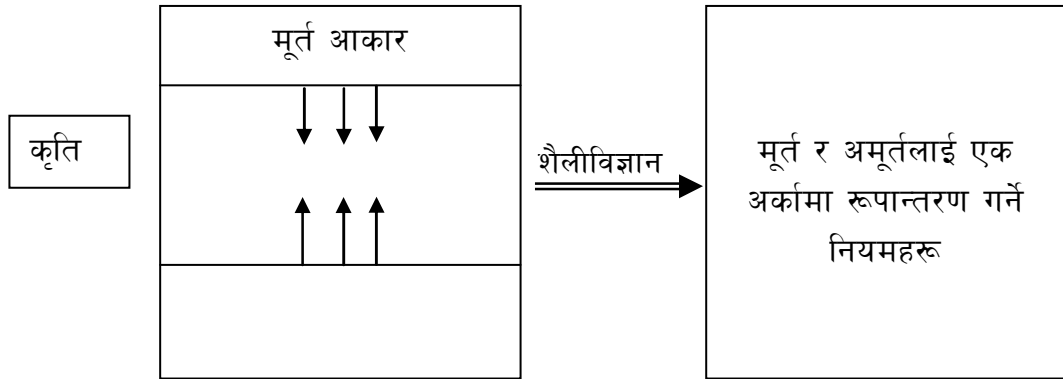 मूर्त आकार
कृति
शैलीविज्ञान
मूर्त र अमूर्तलाई एक
अर्कामा रूपान्तरण गर्ने
नियमहरू